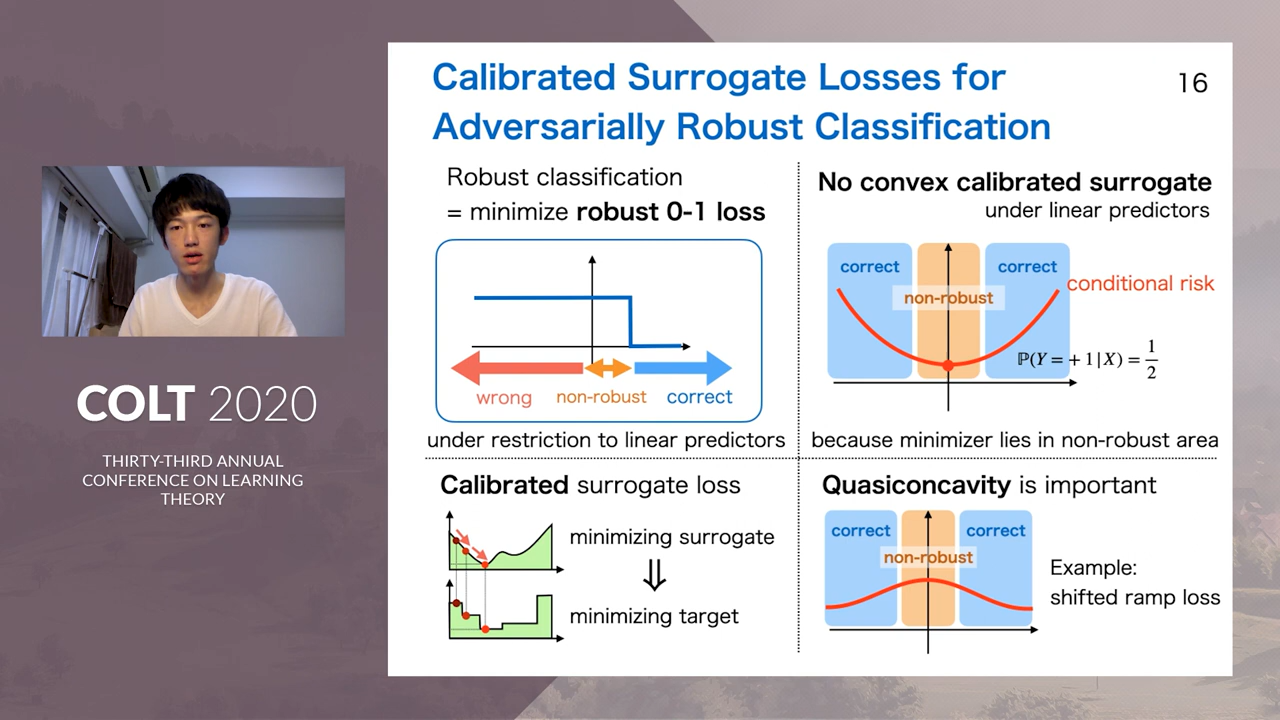 COLT 2020
THIRTY-THIRD ANNUAL
CONFERENCE ON LEARNING
THEORY
Calibrated Surrogate Losses for
Adversarially Robust Classification
16
Robust classification
= minimize robust 0-1 loss
wrong
non-robust
correct
under restriction to linear predictors
No convex calibrated surrogate
under linear predictors
correct
non-robust
correct
conditional risk
ℙ(Y = + 1 | X) = 1/2
because minimizer lies in non-robust area
Calibrated surrogate loss
minimizing surrogate
⇓
minimizing target
Quasiconcavity is important
correct
non-robust
correct
Example:
shifted ramp loss